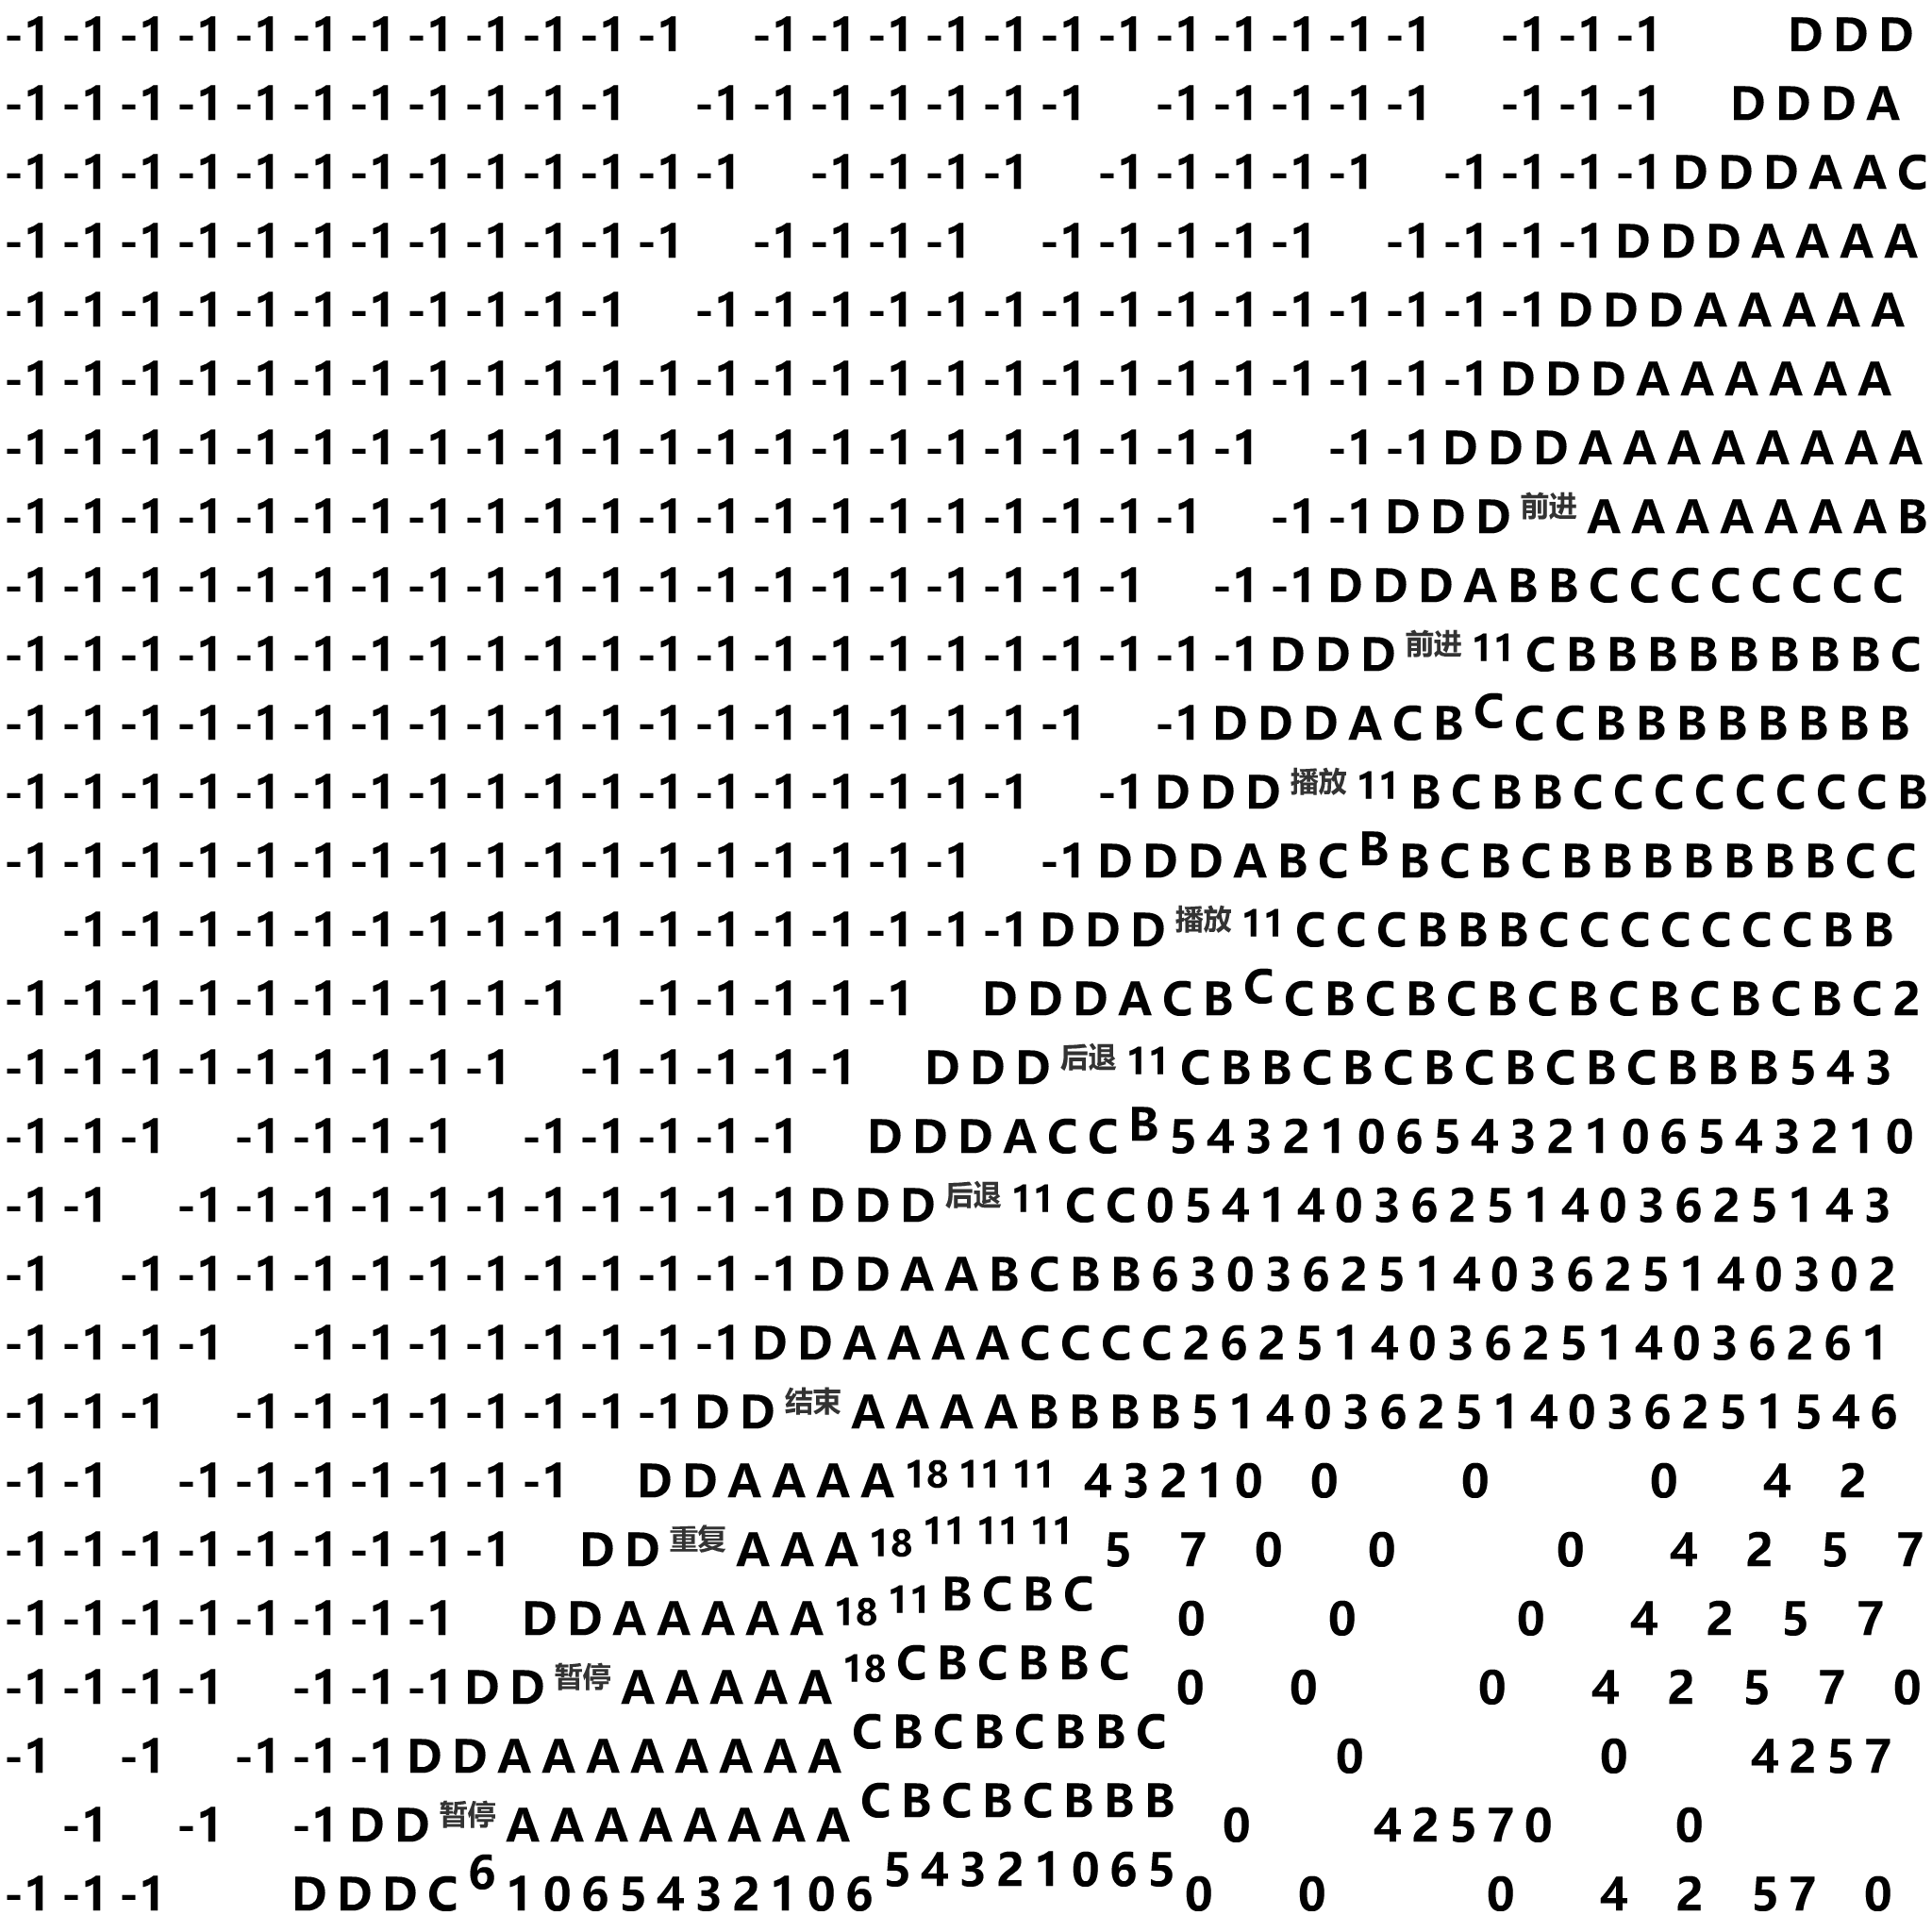 -1 -1 -1 -1 -1 -1 -1 -1 -1 -1 -1 -1 -1 -1 -1 -1 -1 -1 -1 -1 -1 -1 -1 -1 -1 -1 -1 D D D
-1 -1 -1 -1 -1 -1 -1 -1 -1 -1 -1 -1 -1 -1 -1 -1 -1 -1 -1 -1 -1 -1 -1 -1 -1 -1 D D D A
-1 -1 -1 -1 -1 -1 -1 -1 -1 -1 -1 -1 -1 -1 -1 -1 -1 -1 -1 -1 -1 -1 -1 -1 -1 -1 D D D A A C
-1 -1 -1 -1 -1 -1 -1 -1 -1 -1 -1 -1 -1 -1 -1 -1 -1 -1 -1 -1 -1 -1 -1 -1 -1 D D D A A A A
-1 -1 -1 -1 -1 -1 -1 -1 -1 -1 -1 -1 -1 -1 -1 -1 -1 -1 -1 -1 -1 -1 -1 -1 -1 -1 D D D A A A A A
-1 -1 -1 -1 -1 -1 -1 -1 -1 -1 -1 -1 -1 -1 -1 -1 -1 -1 -1 -1 -1 -1 -1 -1 -1 -1 D D D A A A A A A
-1 -1 -1 -1 -1 -1 -1 -1 -1 -1 -1 -1 -1 -1 -1 -1 -1 -1 -1 -1 -1 -1 -1 -1 D D D A A A A A A A A
-1 -1 -1 -1 -1 -1 -1 -1 -1 -1 -1 -1 -1 -1 -1 -1 -1 -1 -1 -1 -1 -1 -1 D D D 前进 A A A A A A A B
-1 -1 -1 -1 -1 -1 -1 -1 -1 -1 -1 -1 -1 -1 -1 -1 -1 -1 -1 -1 -1 -1 D D D A B B C C C C C C C C
-1 -1 -1 -1 -1 -1 -1 -1 -1 -1 -1 -1 -1 -1 -1 -1 -1 -1 -1 -1 -1 -1 D D D 前进 11 C B B B B B B B B C
-1 -1 -1 -1 -1 -1 -1 -1 -1 -1 -1 -1 -1 -1 -1 -1 -1 -1 -1 -1 D D D A C B C C C B B B B B B B B
-1 -1 -1 -1 -1 -1 -1 -1 -1 -1 -1 -1 -1 -1 -1 -1 -1 -1 -1 D D D 播放 11 B C B B C C C C C C C C B
-1 -1 -1 -1 -1 -1 -1 -1 -1 -1 -1 -1 -1 -1 -1 -1 -1 -1 D D D A B C B B C B C B B B B B B B C C
-1 -1 -1 -1 -1 -1 -1 -1 -1 -1 -1 -1 -1 -1 -1 -1 -1 D D D 播放 11 C C C B B B C C C C C C C B B
-1 -1 -1 -1 -1 -1 -1 -1 -1 -1 -1 -1 -1 -1 -1 D D D A C B C C B C B C B C B C B C B C B C 2
-1 -1 -1 -1 -1 -1 -1 -1 -1 -1 -1 -1 -1 -1 D D D 后退 11 C B B C B C B C B C B C B B B 5 4 3
-1 -1 -1 -1 -1 -1 -1 -1 -1 -1 -1 -1 D D D A C C B 5 4 3 2 1 0 6 5 4 3 2 1 0 6 5 4 3 2 1 0
-1 -1 -1 -1 -1 -1 -1 -1 -1 -1 -1 -1 -1 D D D 后退 11 C C 0 5 4 1 4 0 3 6 2 5 1 4 0 3 6 2 5 1 4 3
-1 -1 -1 -1 -1 -1 -1 -1 -1 -1 -1 -1 -1 D D A A B C B B 6 3 0 3 6 2 5 1 4 0 3 6 2 5 1 4 0 3 0 2
-1 -1 -1 -1 -1 -1 -1 -1 -1 -1 -1 -1 D D A A A A C C C C 2 6 2 5 1 4 0 3 6 2 5 1 4 0 3 6 2 6 1
-1 -1 -1 -1 -1 -1 -1 -1 -1 -1 -1 D D 结束 A A A A B B B B 5 1 4 0 3 6 2 5 1 4 0 3 6 2 5 1 5 4 6
-1 -1 -1 -1 -1 -1 -1 -1 -1 D D A A A A 18 11 11 4 3 2 1 0 0 0 0 4 2
-1 -1 -1 -1 -1 -1 -1 -1 -1 D D 重复 A A A 18 11 11 11 5 7 0 0 0 4 2 5 7
-1 -1 -1 -1 -1 -1 -1 -1 D D A A A A A 18 11 B C B C 0 0 0 4 2 5 7
-1 -1 -1 -1 -1 -1 -1 D D 暂停 A A A A A 18 C B C B B C 0 0 0 4 2 5 7 0
-1 -1 -1 -1 -1 D D A A A A A A A A C B C B C B B C 0 0 4 2 5 7
-1 -1 -1 D D 暂停 A A A A A A A A C B C B C B B B 0 4 2 5 7 0 0
-1 -1 -1 D D D C 6 1 0 6 5 4 3 2 1 0 6 5 4 3 2 1 0 6 5 0 0 0 4 2 5 7 0